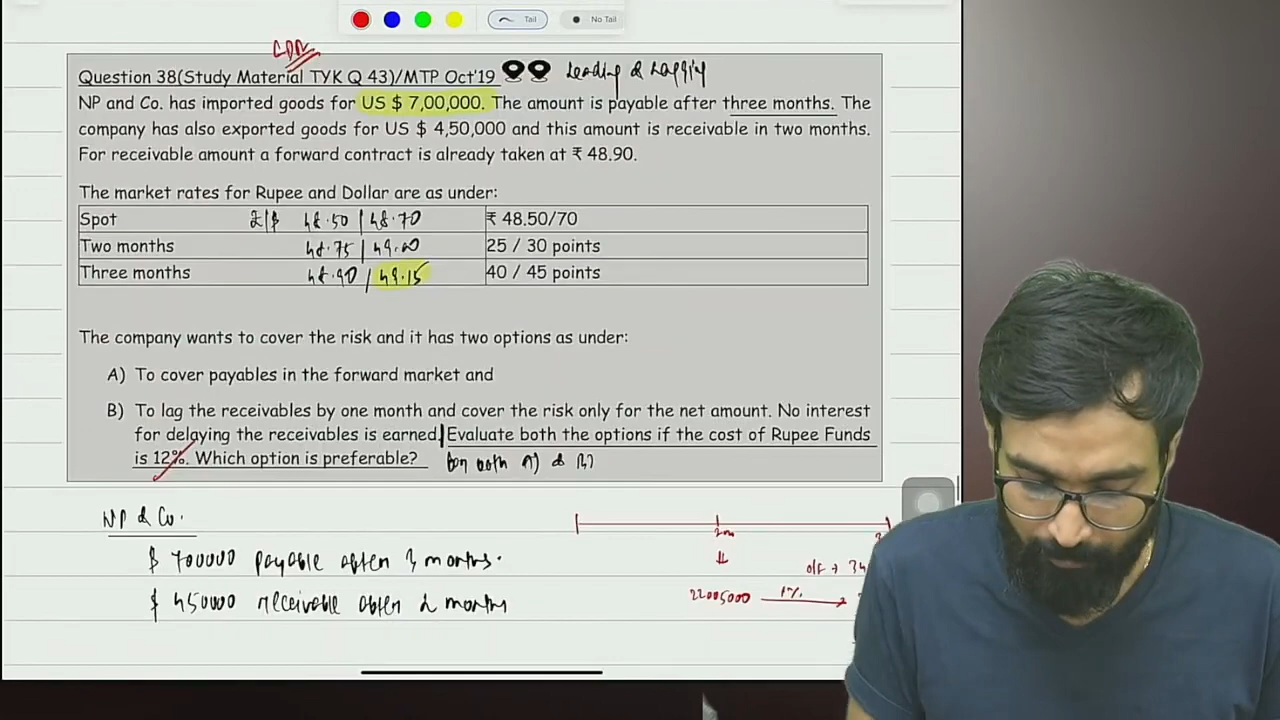 Tail
No Tail
LDR
Question 38(Study Material TYK Q 43)/MTP Oct'19 Leading & Lagging
NP and Co. has imported goods for US $ 7,00,000. The amount is payable after three months. The
company has also exported goods for US $ 4,50,000 and this amount is receivable in two months.
For receivable amount a forward contract is already taken at ₹ 48.90.
The market rates for Rupee and Dollar are as under:
Spot ₹/$ 48.50 / 48.70 ₹ 48.50/70
Two months 48.75 / 49.00 25 / 30 points
Three months 48.90 / 49.15 40 / 45 points
The company wants to cover the risk and it has two options as under:
A) To cover payables in the forward market and
B) To lag the receivables by one month and cover the risk only for the net amount. No interest
for delaying the receivables is earned. Evaluate both the options if the cost of Rupee Funds
is 12%. Which option is preferable? for both A) & B)
NP & Co.
$ 700000 payable after 3 months.
$ 450000 receivable after 2 months
2m
3
o/f → 34
22005000 1%